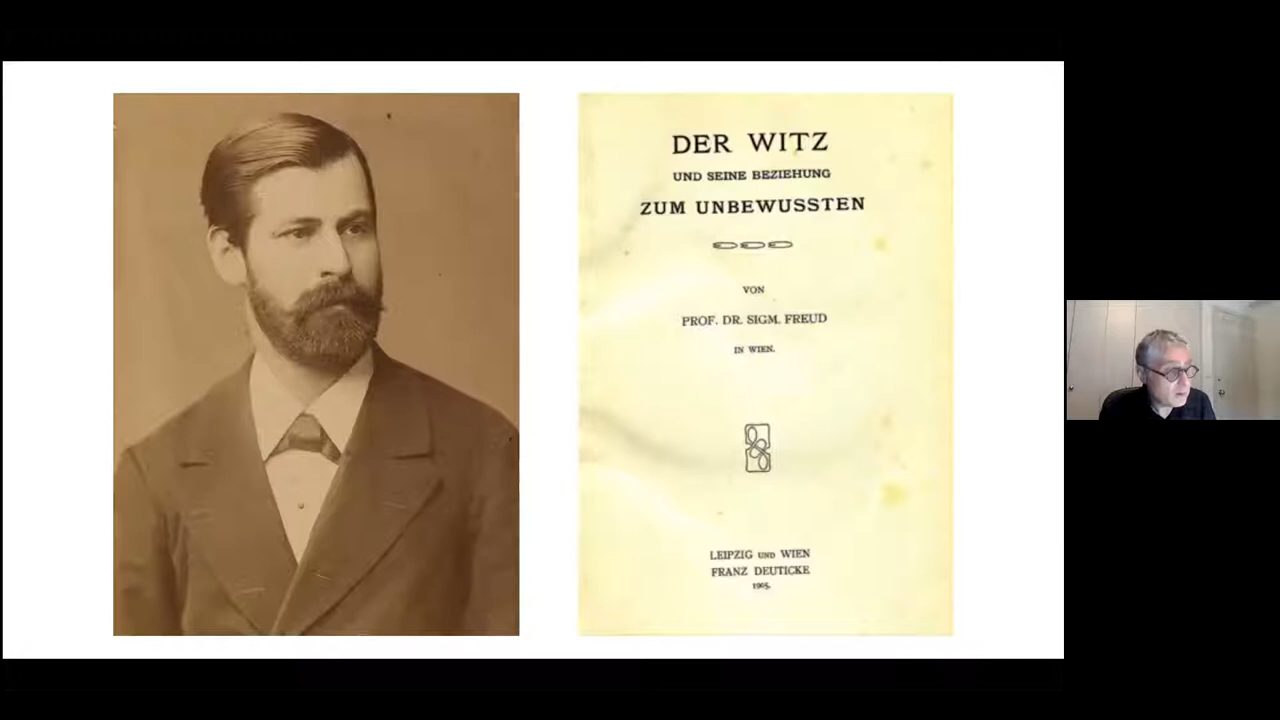 DER WITZ
UND SEINE BEZIEHUNG
ZUM UNBEWUSSTEN
VON
PROF. DR. SIGM. FREUD
IN WIEN.
LEIPZIG UND WIEN
FRANZ DEUTICKE
1905.